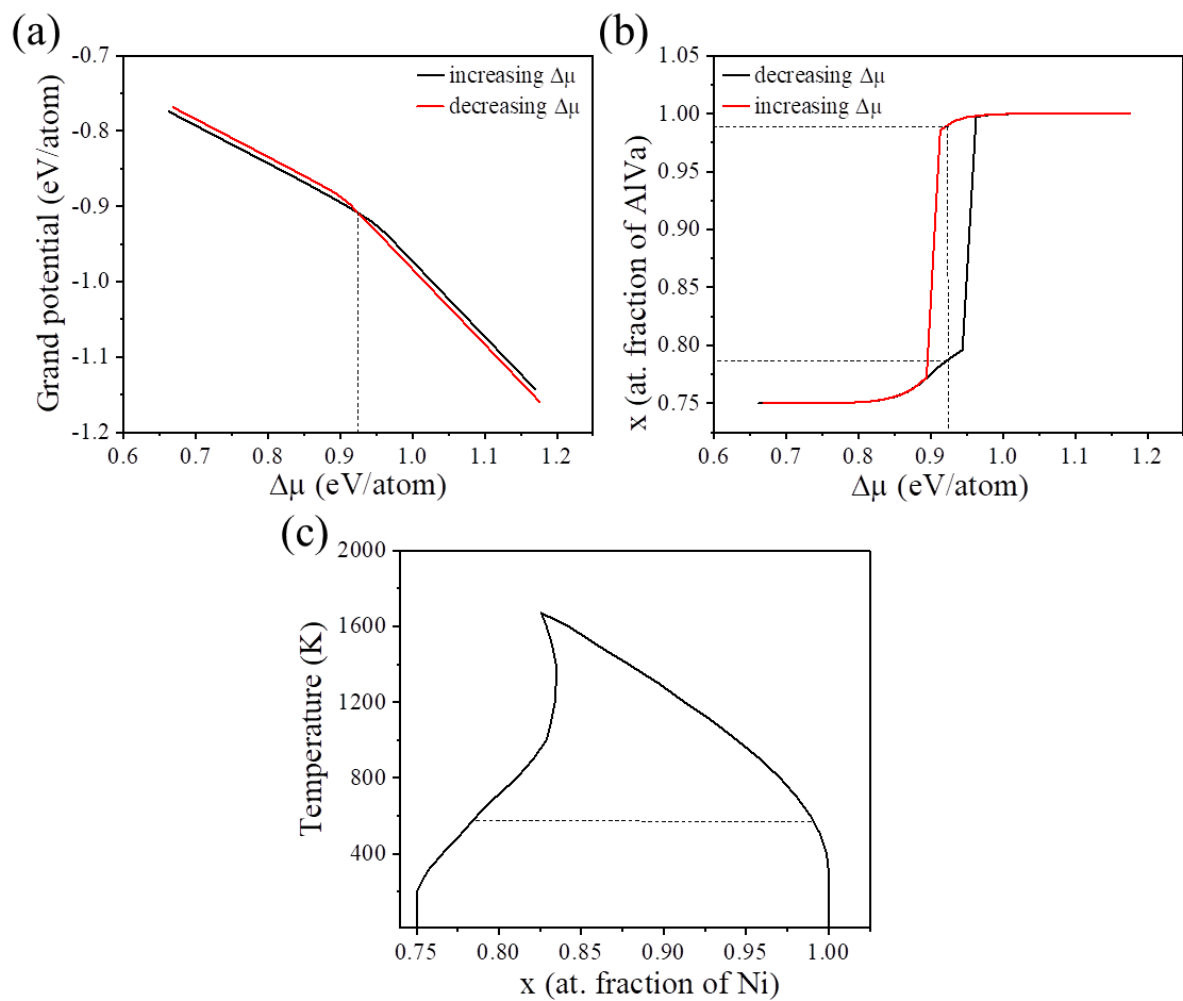 (a)
-0.7
-0.8
-0.9
-1.0
-1.1
-1.2
Grand potential (eV/atom)
increasing Δμ
decreasing Δμ
0.6 0.7 0.8 0.9 1.0 1.1 1.2
Δμ (eV/atom)
(b)
1.05
1.00
0.95
0.90
0.85
0.80
0.75
x (at. fraction of AlVa)
decreasing Δμ
increasing Δμ
0.6 0.7 0.8 0.9 1.0 1.1 1.2
Δμ (eV/atom)
(c)
2000
1600
1200
800
400
Temperature (K)
0.75 0.80 0.85 0.90 0.95 1.00
x (at. fraction of Ni)